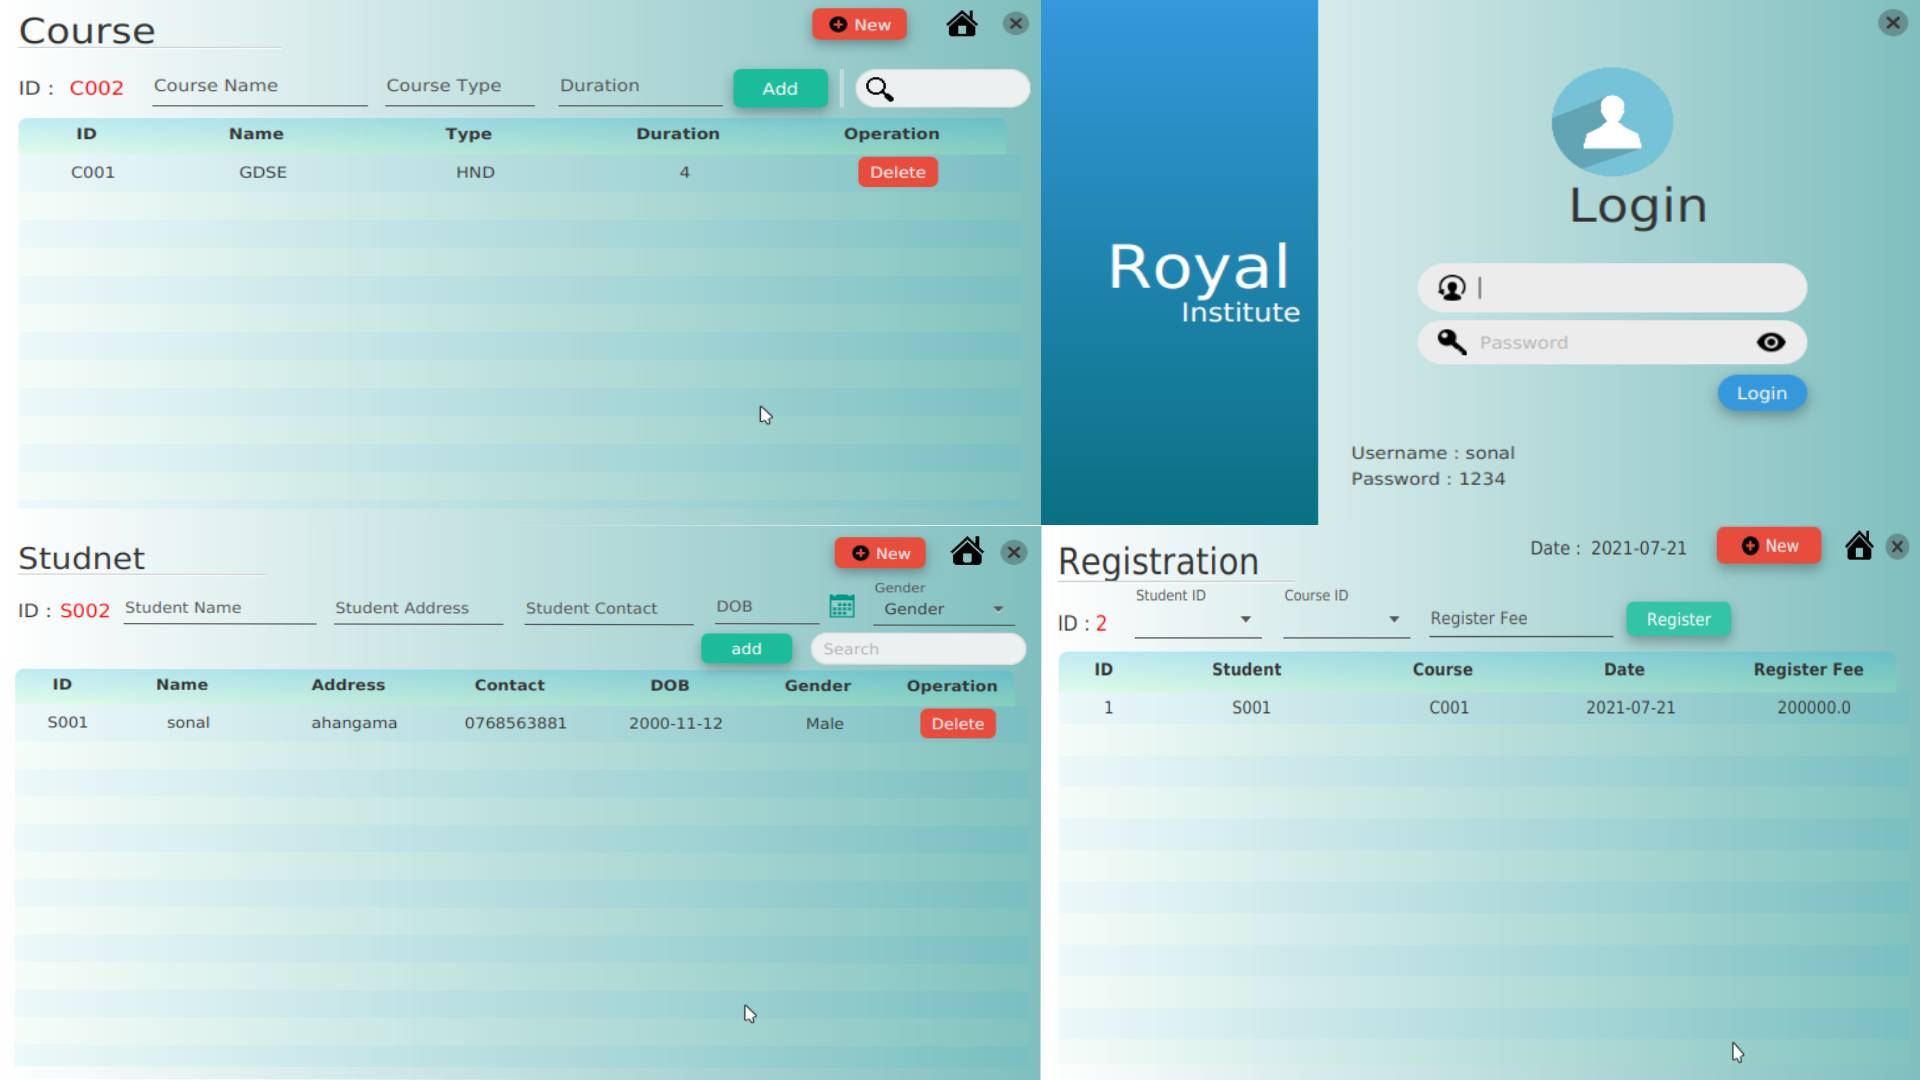 Course
New
ID : C002 Course Name Course Type Duration Add
ID Name Type Duration Operation
C001 GDSE HND 4 Delete
Royal
Institute
Login
Password
Login
Username : sonal
Password : 1234
Studnet
New
Gender
ID : S002 Student Name Student Address Student Contact DOB Gender
add Search
ID Name Address Contact DOB Gender Operation
S001 sonal ahangama 0768563881 2000-11-12 Male Delete
Registration
Date : 2021-07-21 New
Student ID Course ID
ID : 2 Register Fee Register
ID Student Course Date Register Fee
1 S001 C001 2021-07-21 200000.0